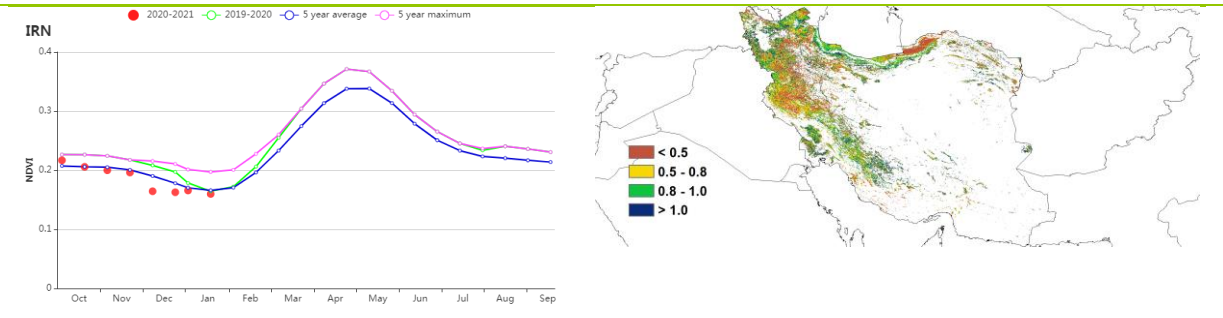 2020-2021 2019-2020 5 year average 5 year maximum
IRN
0.4
0.3
0.2
0.1
0
NDVI
Oct Nov Dec Jan Feb Mar Apr May Jun Jul Aug Sep
< 0.5
0.5 - 0.8
0.8 - 1.0
> 1.0